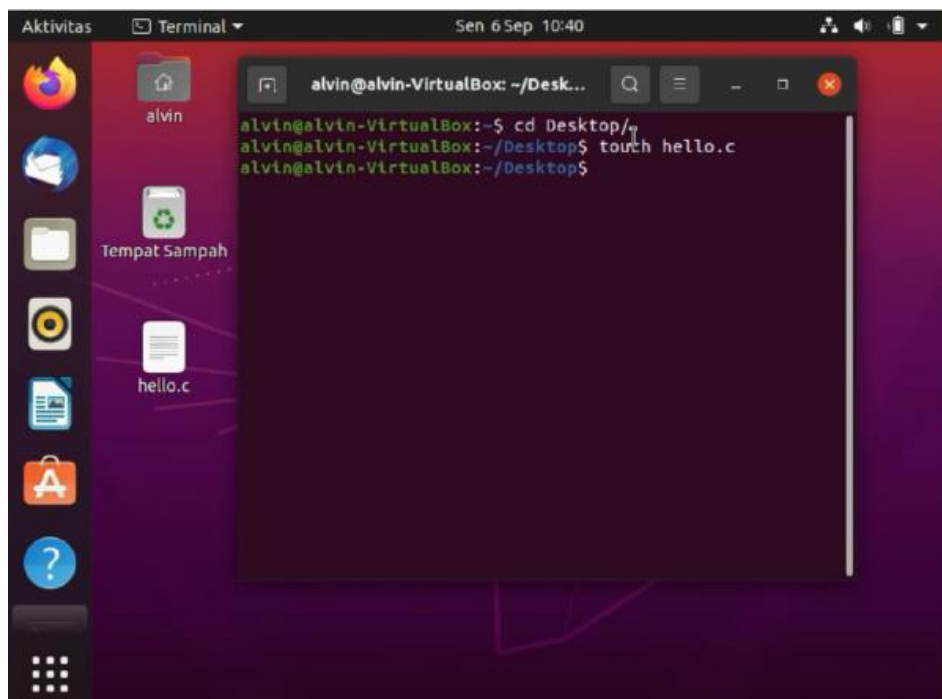 Aktivitas Terminal Sen 6 Sep 10:40
alvin
Tempat Sampah
hello.c
alvin@alvin-VirtualBox: ~/Desk...
alvin@alvin-VirtualBox:~$ cd Desktop/
alvin@alvin-VirtualBox:~/Desktop$ touch hello.c
alvin@alvin-VirtualBox:~/Desktop$